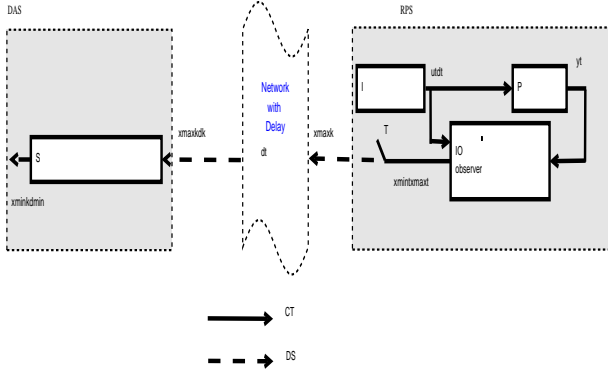 DAS
RPS
Network
with
Delay
dt
I
utdt
P
yt
T
IO
observer
xmintxmaxt
xmaxk
xmaxkdk
S
xminkdmin
CT
DS